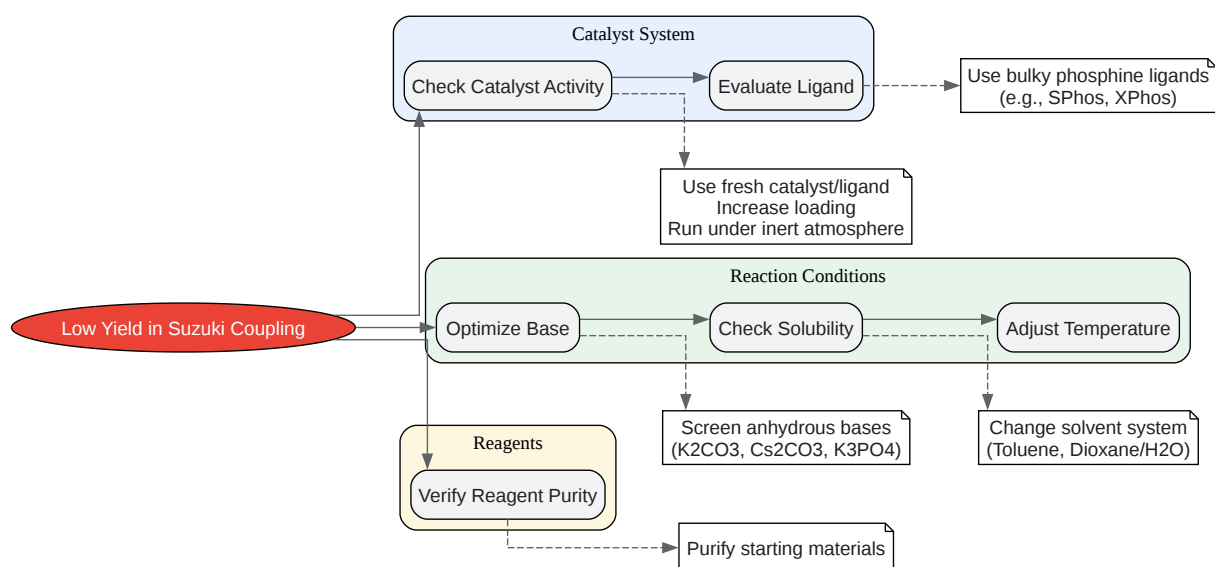 Catalyst System
Check Catalyst Activity
Evaluate Ligand
Use bulky phosphine ligands
(e.g., SPhos, XPhos)
Use fresh catalyst/ligand
Increase loading
Run under inert atmosphere
Reaction Conditions
Low Yield in Suzuki Coupling
Optimize Base
Check Solubility
Adjust Temperature
Screen anhydrous bases
(K2CO3, Cs2CO3, K3PO4)
Change solvent system
(Toluene, Dioxane/H2O)
Reagents
Verify Reagent Purity
Purify starting materials